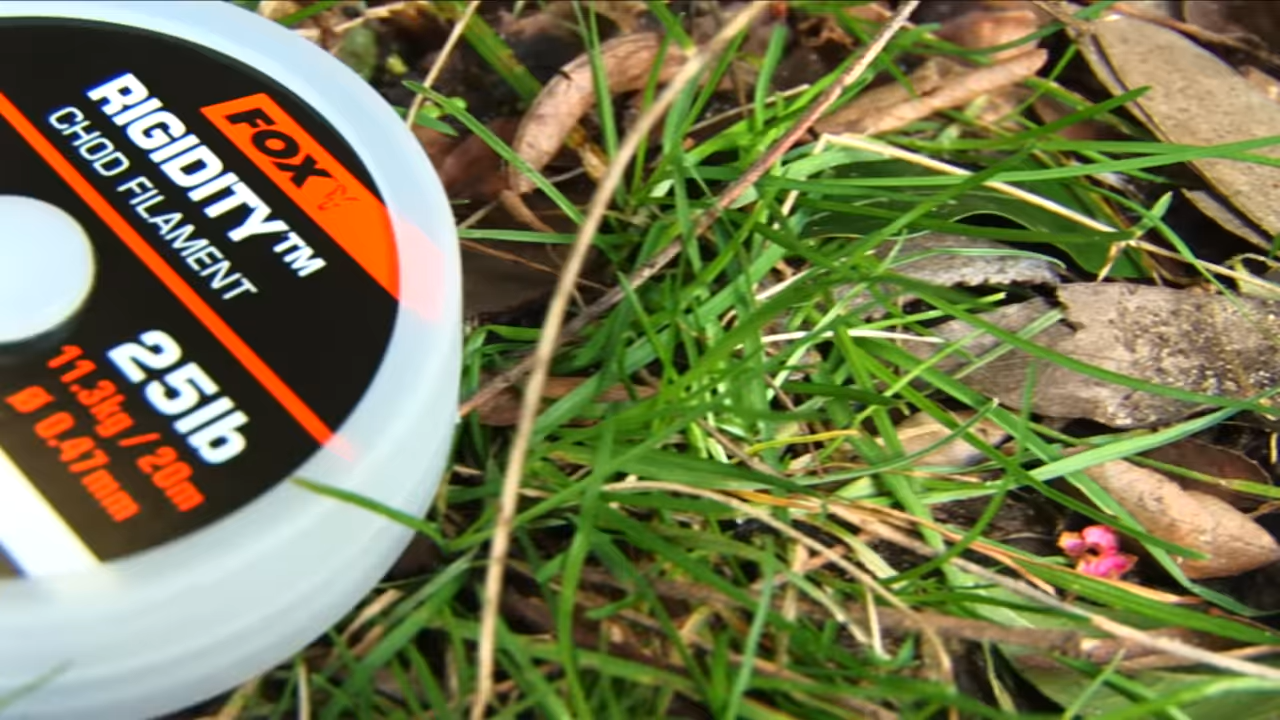 FOX
RIGIDITY™
CHOD FILAMENT
25lb
11.3kg / 20m
Ø 0.47mm